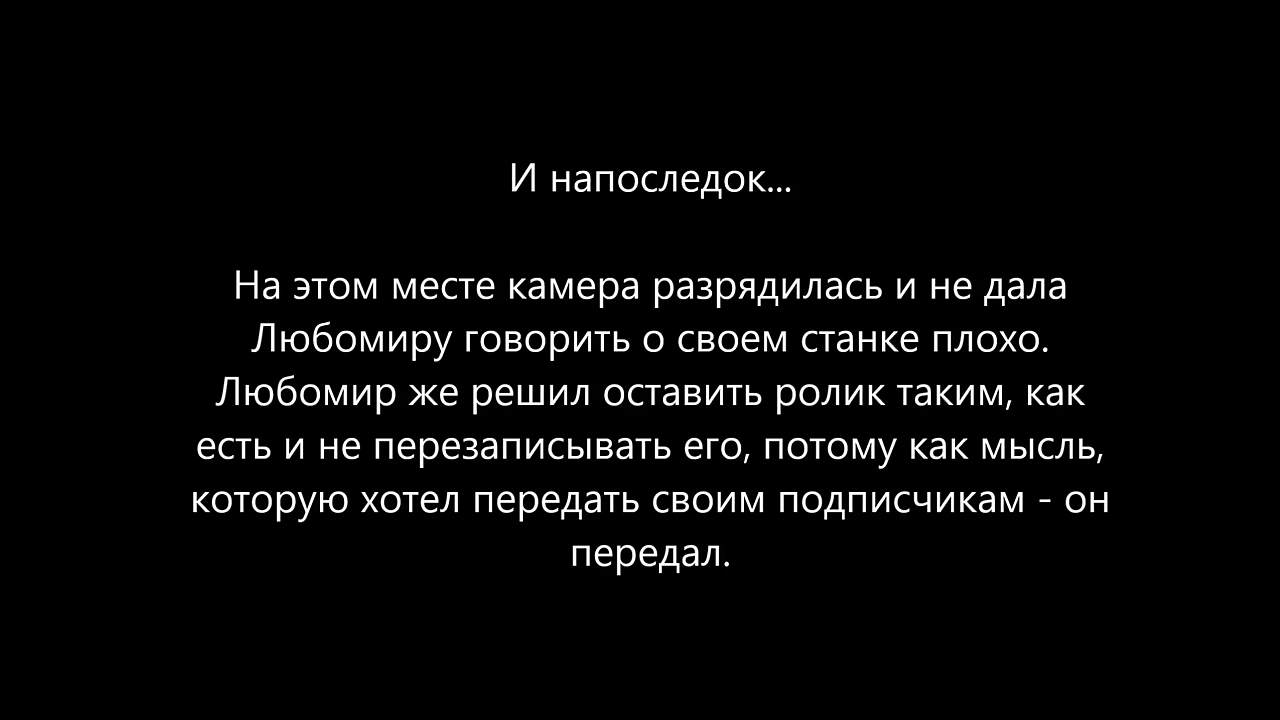 И напоследок...
На этом месте камера разрядилась и не дала
Любомиру говорить о своем станке плохо.
Любомир же решил оставить ролик таким, как
есть и не перезаписывать его, потому как мысль,
которую хотел передать своим подписчикам - он
передал.